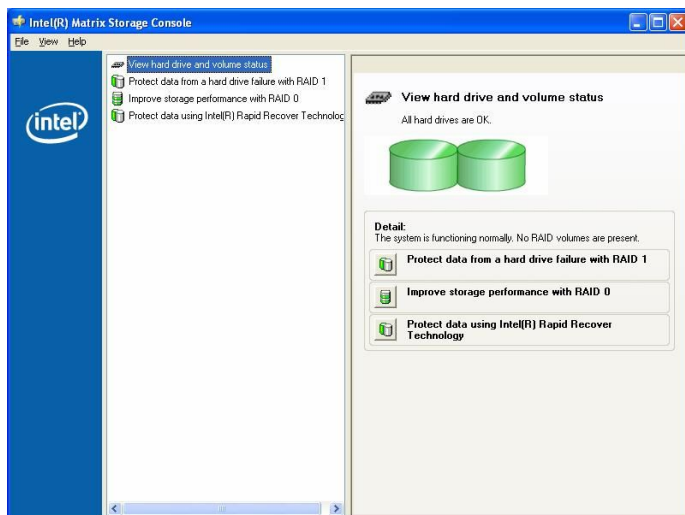 Intel(R) Matrix Storage Console
File View Help
intel
View hard drive and volume status
Protect data from a hard drive failure with RAID 1
Improve storage performance with RAID 0
Protect data using Intel(R) Rapid Recover Technolog
View hard drive and volume status
All hard drives are OK.
Detail:
The system is functioning normally. No RAID volumes are present.
Protect data from a hard drive failure with RAID 1
Improve storage performance with RAID 0
Protect data using Intel(R) Rapid Recover
Technology